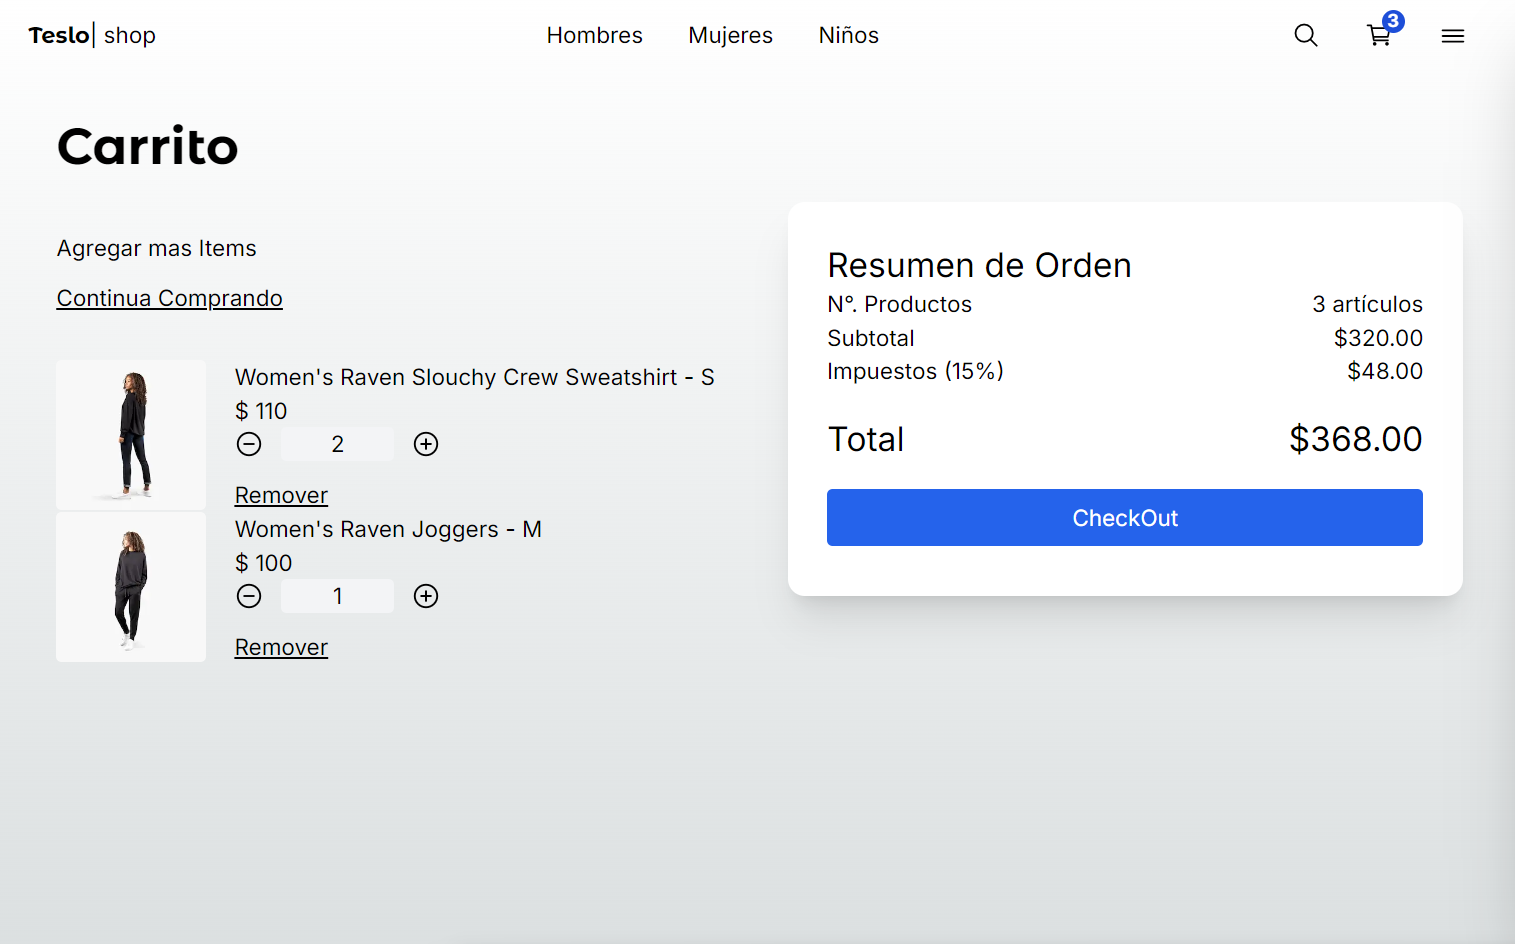 Teslo| shop
Hombres
Mujeres
Niños
3
Carrito
Agregar mas Items
Continua Comprando
Women's Raven Slouchy Crew Sweatshirt - S
$ 110
2
Remover
Women's Raven Joggers - M
$ 100
1
Remover
Resumen de Orden
N°. Productos 3 artículos
Subtotal $320.00
Impuestos (15%) $48.00
Total $368.00
CheckOut